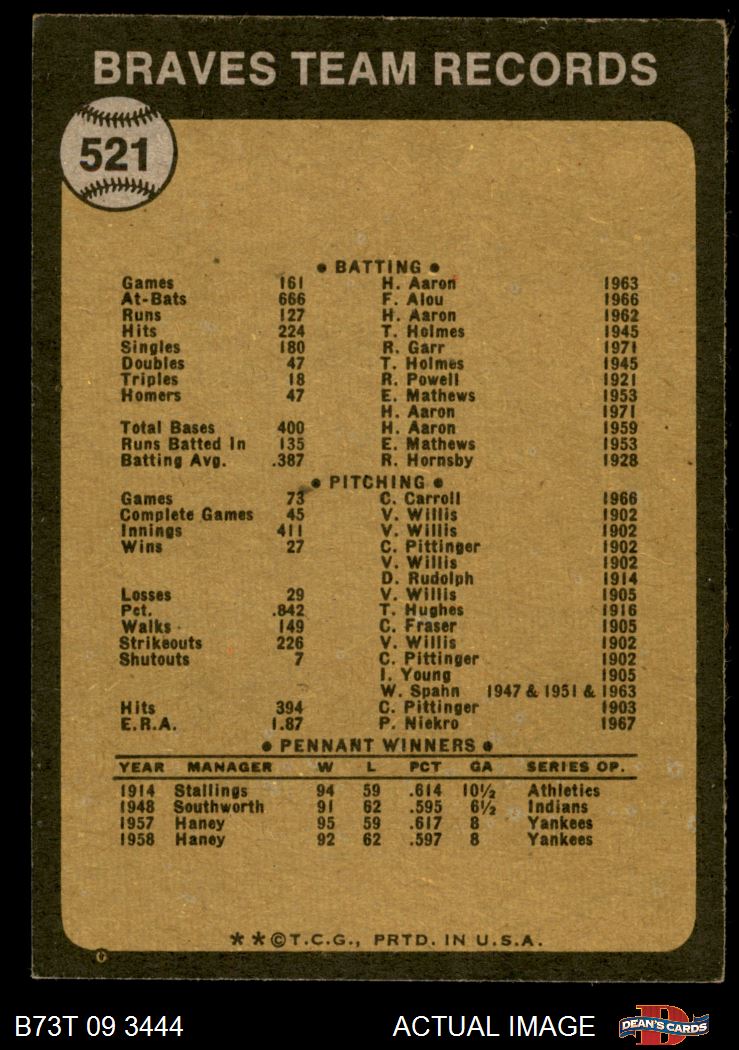 BRAVES TEAM RECORDS
521
• BATTING •
Games 161 H. Aaron 1963
At-Bats 666 F. Alou 1966
Runs 127 H. Aaron 1962
Hits 224 T. Holmes 1945
Singles 180 R. Garr 1971
Doubles 47 T. Holmes 1945
Triples 18 R. Powell 1921
Homers 47 E. Mathews 1953
H. Aaron 1971
Total Bases 400 H. Aaron 1959
Runs Batted In 135 E. Mathews 1953
Batting Avg. .387 R. Hornsby 1928
• PITCHING •
Games 73 C. Carroll 1966
Complete Games 45 V. Willis 1902
Innings 411 V. Willis 1902
Wins 27 C. Pittinger 1902
V. Willis 1902
D. Rudolph 1914
Losses 29 V. Willis 1905
Pct. .842 T. Hughes 1916
Walks 149 C. Fraser 1905
Strikeouts 226 V. Willis 1902
Shutouts 7 C. Pittinger 1902
I. Young 1905
W. Spahn 1947 & 1951 & 1963
Hits 394 C. Pittinger 1903
E.R.A. 1.87 P. Niekro 1967
• PENNANT WINNERS •
YEAR MANAGER W L PCT GA SERIES OP.
1914 Stallings 94 59 .614 10½ Athletics
1948 Southworth 91 62 .595 6½ Indians
1957 Haney 95 59 .617 8 Yankees
1958 Haney 92 62 .597 8 Yankees
* * © T.C.G., PRTD. IN U.S.A.
B73T 09 3444 ACTUAL IMAGE D DEAN'S CARDS